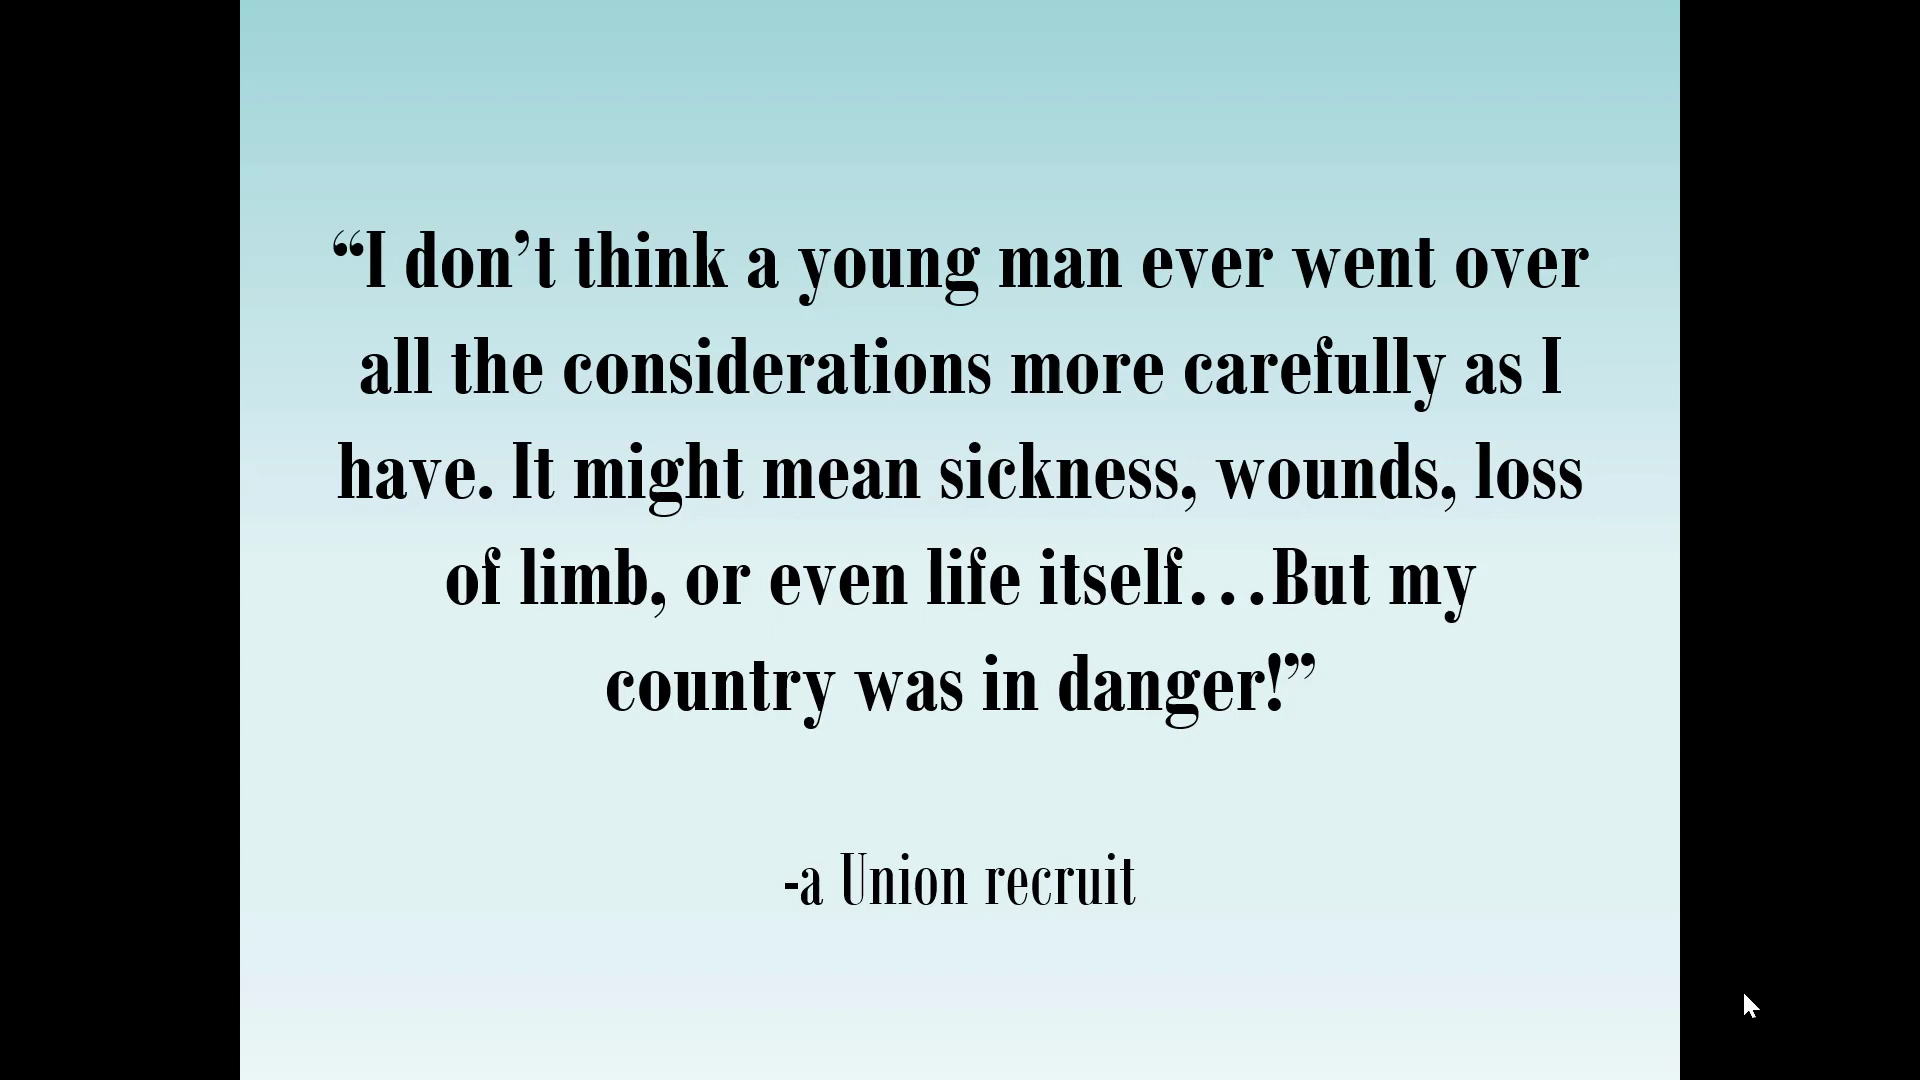 “I don’t think a young man ever went over
all the considerations more carefully as I
have. It might mean sickness, wounds, loss
of limb, or even life itself…But my
country was in danger!”
-a Union recruit